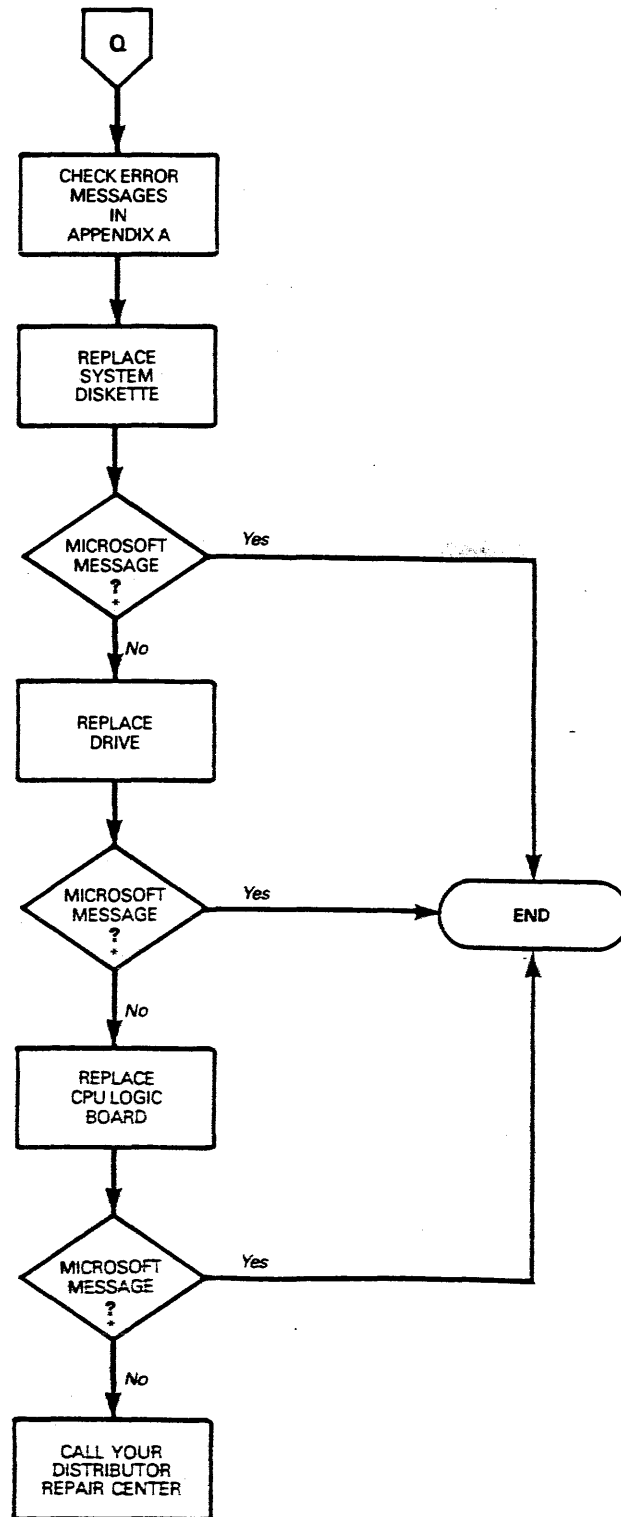 Q
CHECK ERROR
MESSAGES
IN
APPENDIX A
REPLACE
SYSTEM
DISKETTE
MICROSOFT
MESSAGE
?
*
Yes
No
REPLACE
DRIVE
MICROSOFT
MESSAGE
?
*
Yes
END
No
REPLACE
CPU LOGIC
BOARD
MICROSOFT
MESSAGE
?
*
Yes
No
CALL YOUR
DISTRIBUTOR
REPAIR CENTER